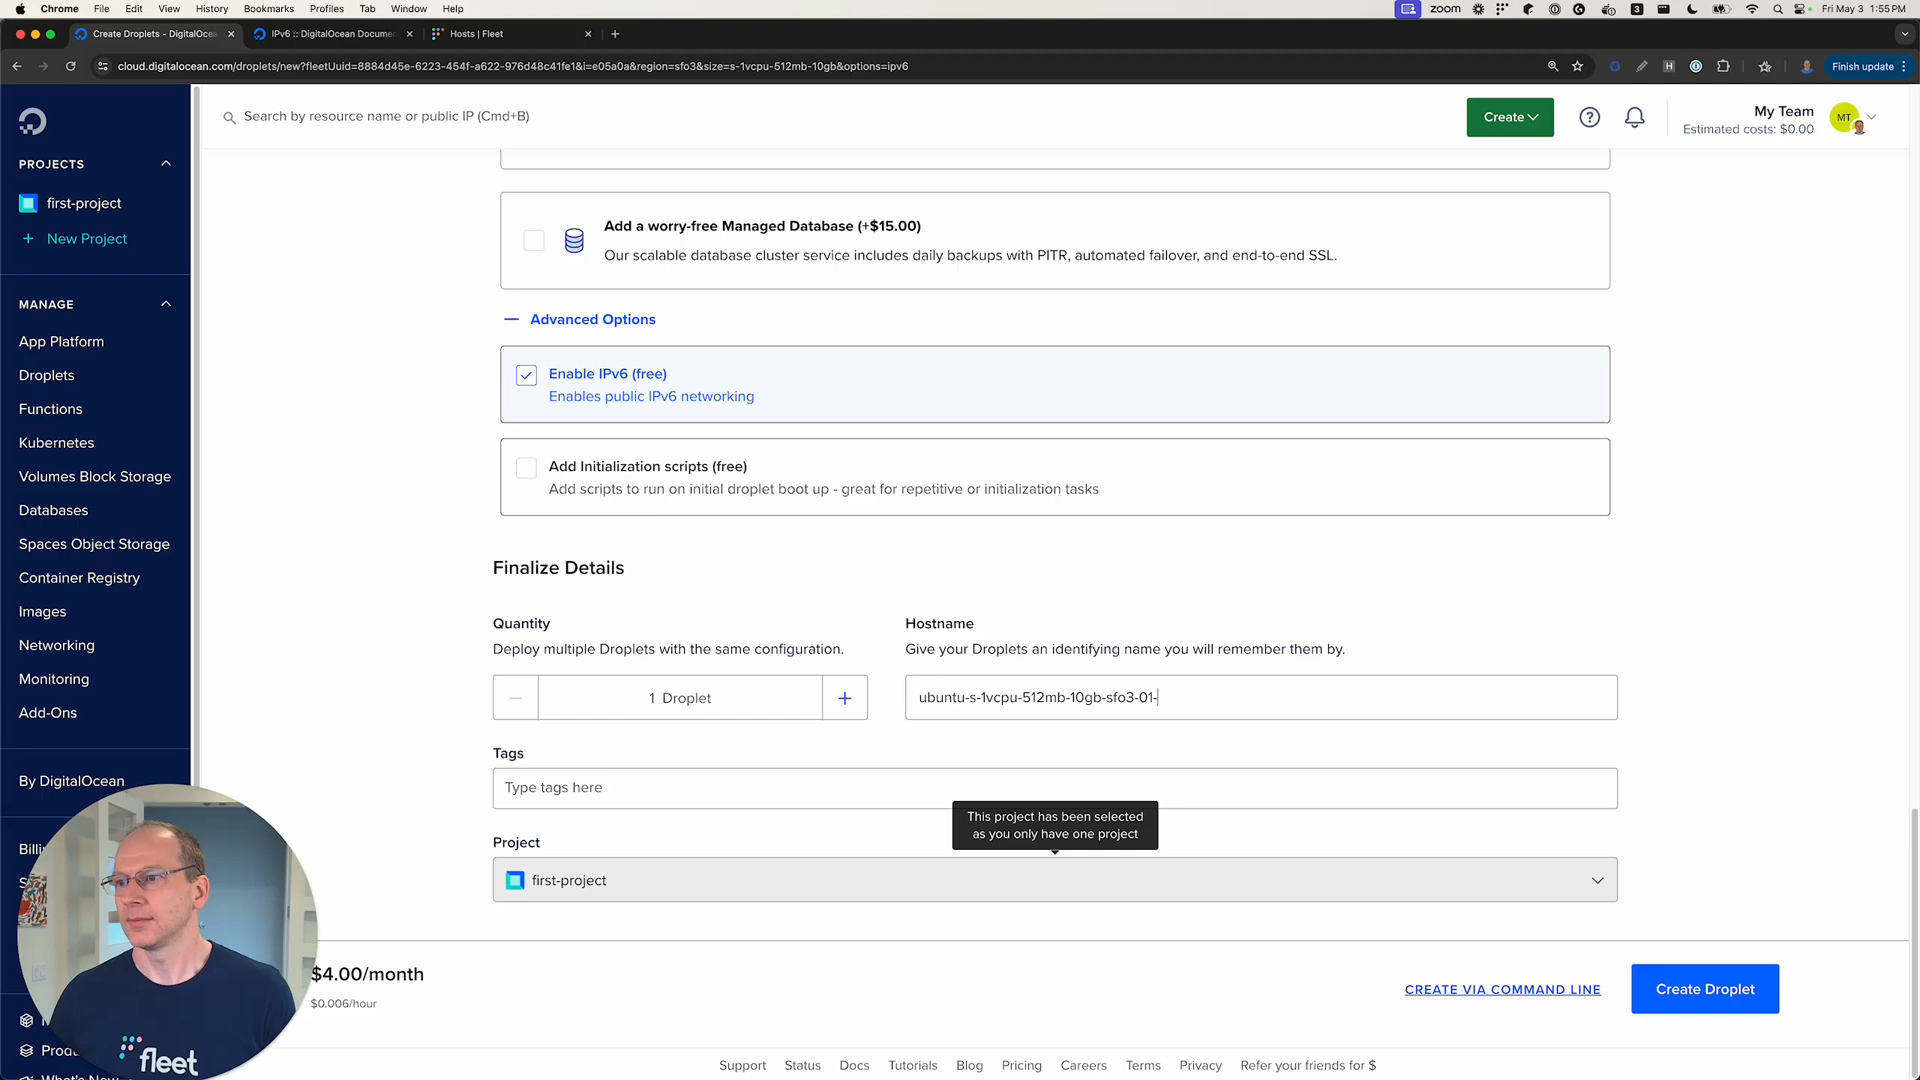 Chrome File Edit View History Bookmarks Profiles Tab Window Help
zoom 3 Fri May 3 1:55 PM
Create Droplets - DigitalOcea
IPv6 :: DigitalOcean Documen
Hosts | Fleet
cloud.digitalocean.com/droplets/new?fleetUuid=8884d45e-6223-454f-a622-976d48c41fe1&i=e05a0a&region=sfo3&size=s-1vcpu-512mb-10gb&options=ipv6
Finish update
Search by resource name or public IP (Cmd+B)
Create
My Team
Estimated costs: $0.00
MT
PROJECTS
first-project
+ New Project
MANAGE
App Platform
Droplets
Functions
Kubernetes
Volumes Block Storage
Databases
Spaces Object Storage
Container Registry
Images
Networking
Monitoring
Add-Ons
By DigitalOcean
fleet
Add a worry-free Managed Database (+$15.00)
Our scalable database cluster service includes daily backups with PITR, automated failover, and end-to-end SSL.
Advanced Options
Enable IPv6 (free)
Enables public IPv6 networking
Add Initialization scripts (free)
Add scripts to run on initial droplet boot up - great for repetitive or initialization tasks
Finalize Details
Quantity
Deploy multiple Droplets with the same configuration.
1 Droplet
Hostname
Give your Droplets an identifying name you will remember them by.
ubuntu-s-1vcpu-512mb-10gb-sfo3-01-
Tags
Type tags here
This project has been selected
as you only have one project
Project
first-project
$4.00/month
$0.006/hour
CREATE VIA COMMAND LINE
Create Droplet
Support Status Docs Tutorials Blog Pricing Careers Terms Privacy Refer your friends for $